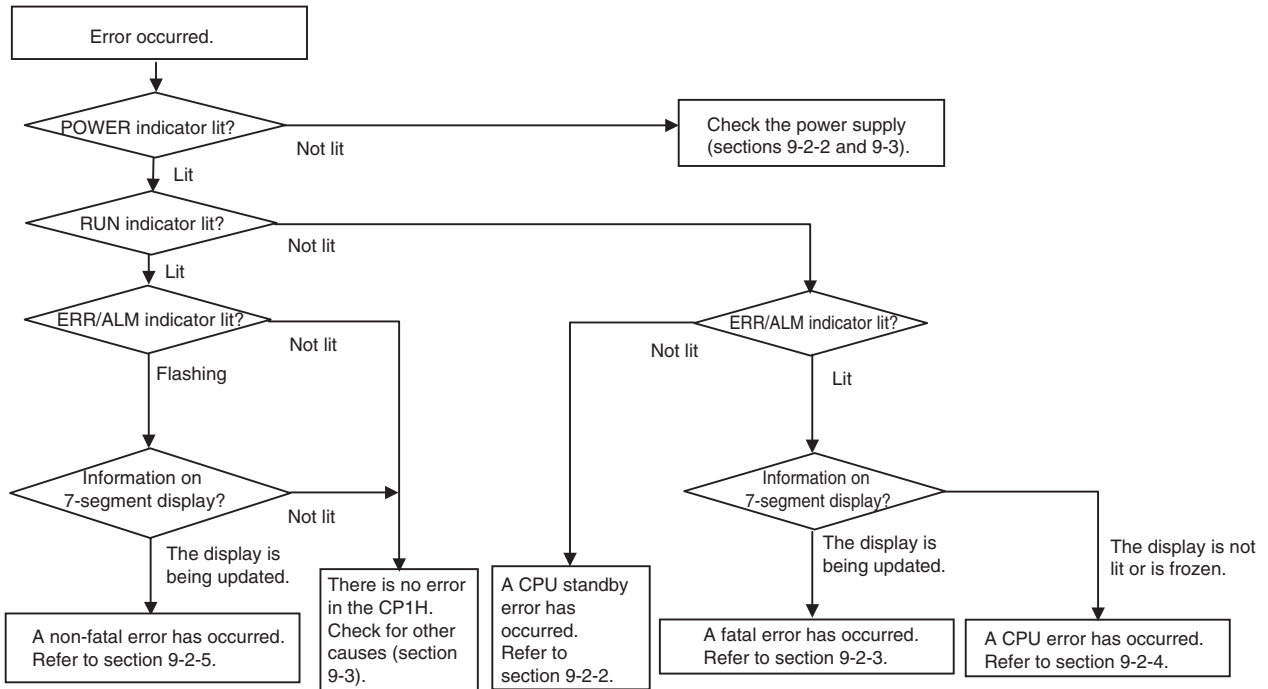 Error occurred.
POWER indicator lit?
Not lit
Check the power supply
(sections 9-2-2 and 9-3).
Lit
RUN indicator lit?
Not lit
Lit
ERR/ALM indicator lit?
Not lit
Flashing
ERR/ALM indicator lit?
Not lit
Lit
Information on
7-segment display?
Not lit
The display is
being updated.
Information on
7-segment display?
The display is
being updated.
The display is not
lit or is frozen.
A non-fatal error has occurred.
Refer to section 9-2-5.
There is no error
in the CP1H.
Check for other
causes (section
9-3).
A CPU standby
error has
occurred.
Refer to
section 9-2-2.
A fatal error has occurred.
Refer to section 9-2-3.
A CPU error has occurred.
Refer to section 9-2-4.